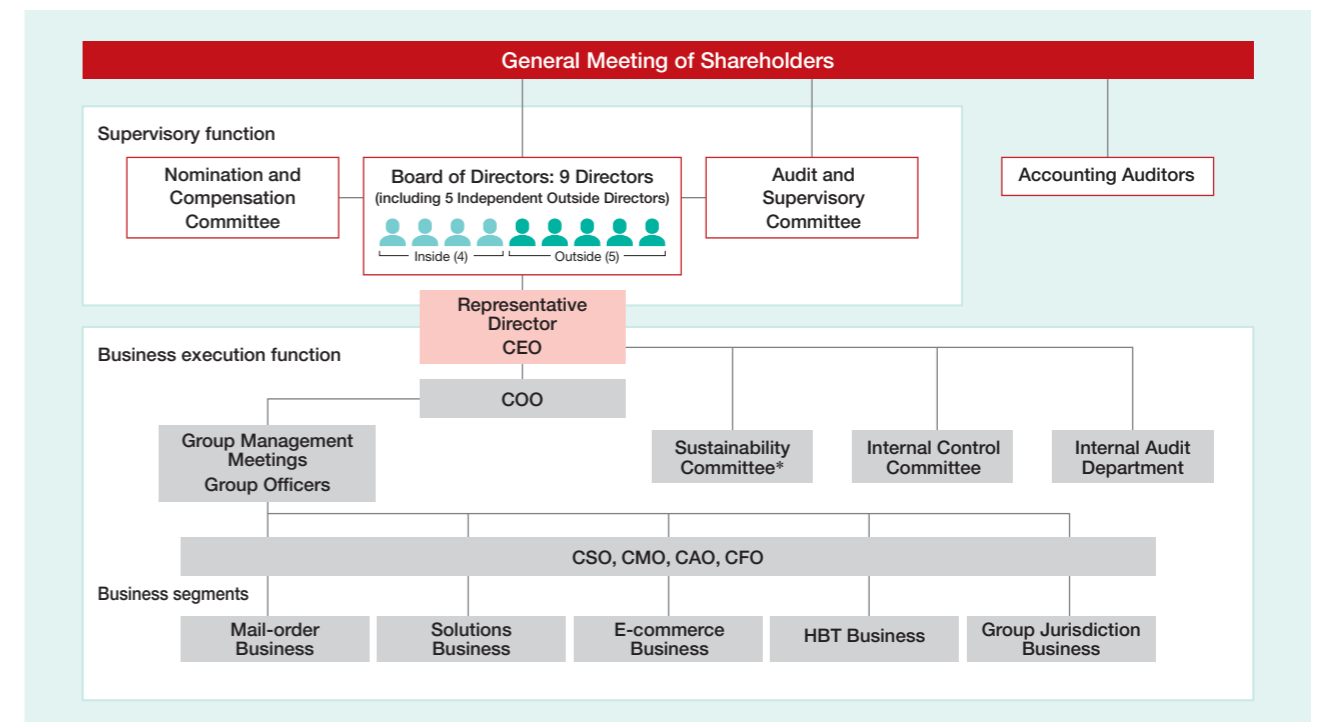 General Meeting of Shareholders
Supervisory function
Nomination and
Compensation
Committee
Board of Directors: 9 Directors
(including 5 Independent Outside Directors)
Inside (4)
Outside (5)
Audit and
Supervisory
Committee
Accounting Auditors
Representative
Director
CEO
Business execution function
COO
Group Management
Meetings
Group Officers
Sustainability
Committee*
Internal Control
Committee
Internal Audit
Department
CSO, CMO, CAO, CFO
Business segments
Mail-order
Business
Solutions
Business
E-commerce
Business
HBT Business
Group Jurisdiction
Business